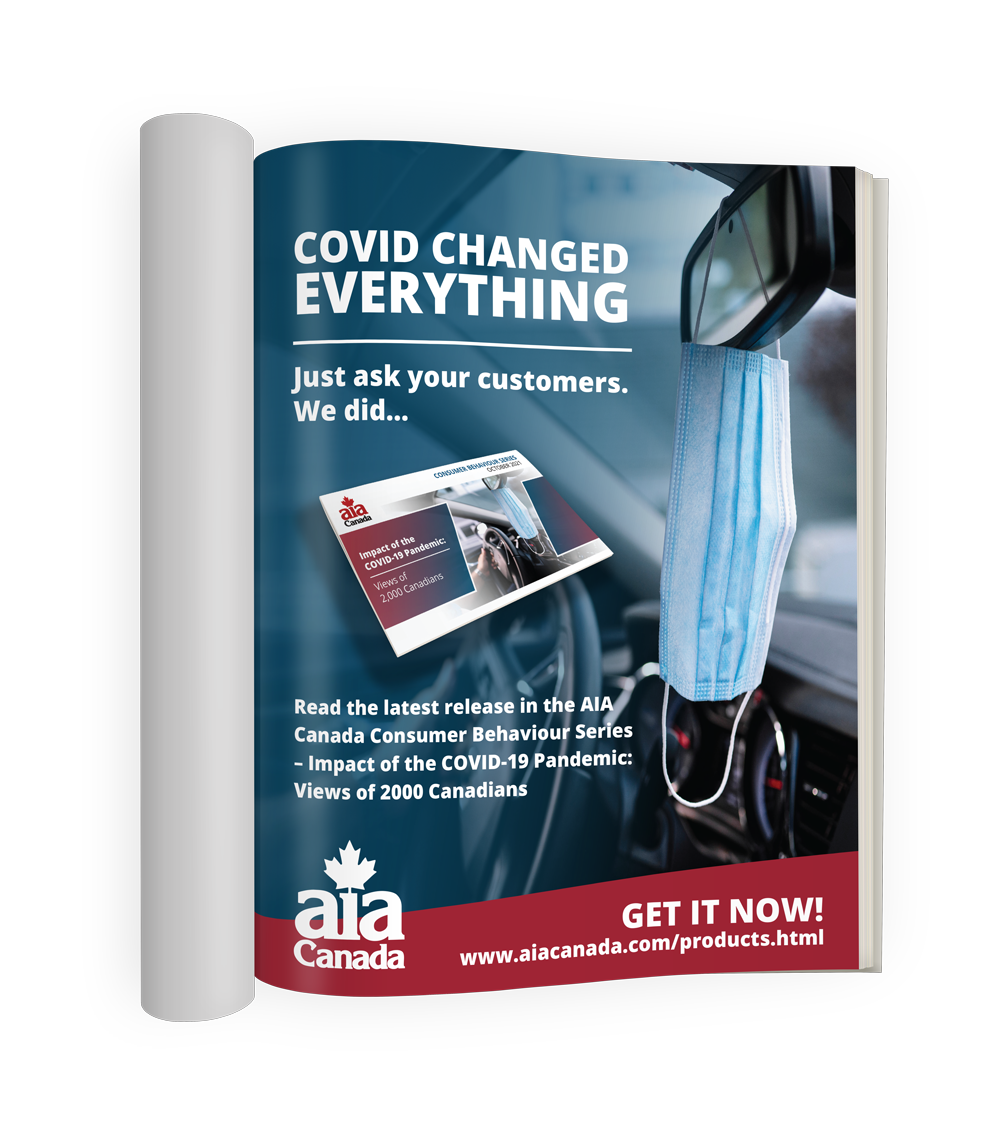 COVID CHANGED
EVERYTHING
Just ask your customers.
We did...
CONSUMER BEHAVIOUR SERIES
OCTOBER 2021
aia
Canada
Impact of the
COVID-19 Pandemic:
Views of
2,000 Canadians
Read the latest release in the AIA
Canada Consumer Behaviour Series
– Impact of the COVID-19 Pandemic:
Views of 2000 Canadians
aia
Canada
GET IT NOW!
www.aiacanada.com/products.html